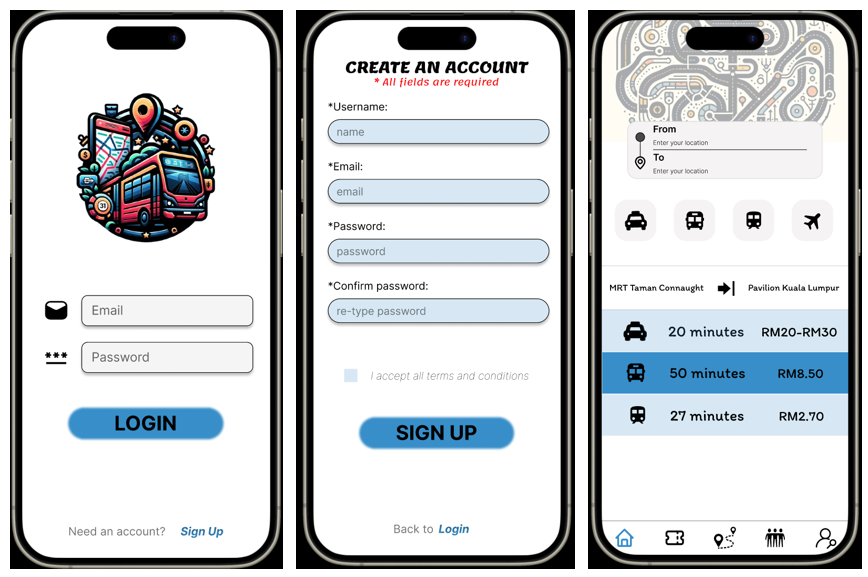 31
Email
***
Password
LOGIN
Need an account? Sign Up
CREATE AN ACCOUNT
* All fields are required
*Username:
name
*Email:
email
*Password:
password
*Confirm password:
re-type password
I accept all terms and conditions
SIGN UP
Back to Login
From
Enter your location
To
Enter your location
MRT Taman Connaught Pavilion Kuala Lumpur
20 minutes RM20-RM30
50 minutes RM8.50
27 minutes RM2.70